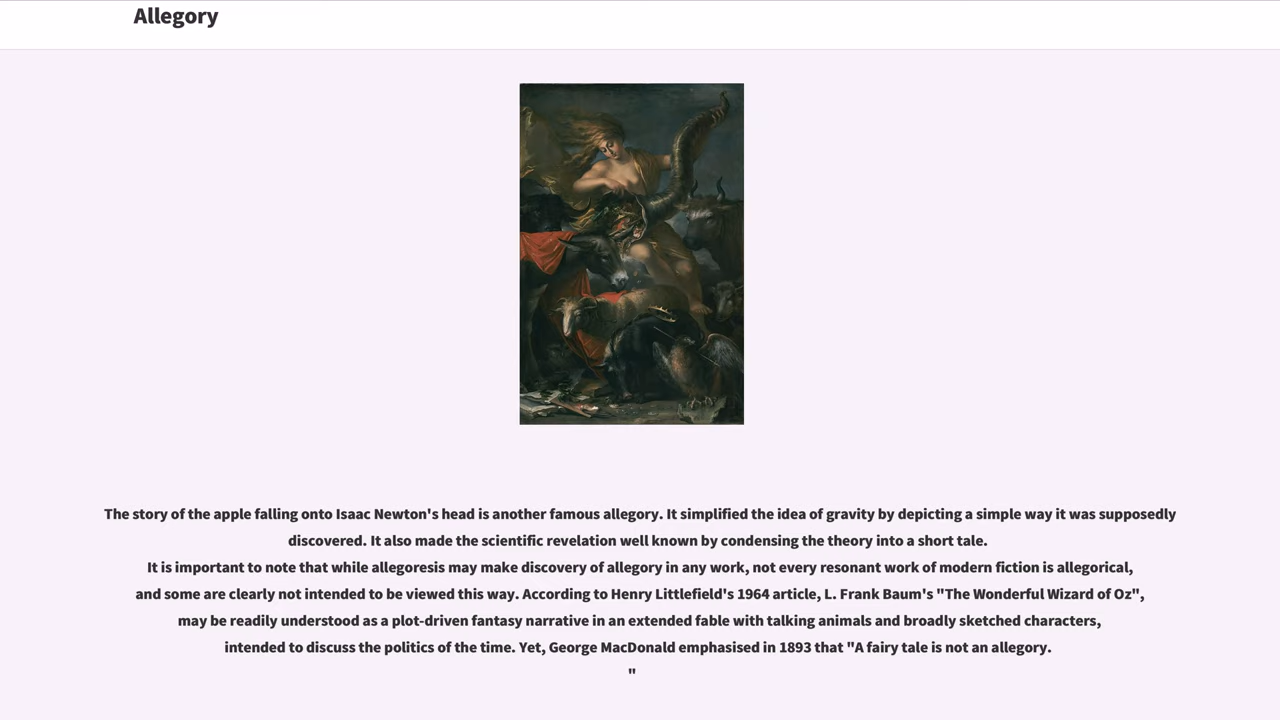 Allegory
The story of the apple falling onto Isaac Newton's head is another famous allegory. It simplified the idea of gravity by depicting a simple way it was supposedly
discovered. It also made the scientific revelation well known by condensing the theory into a short tale.
It is important to note that while allegoresis may make discovery of allegory in any work, not every resonant work of modern fiction is allegorical,
and some are clearly not intended to be viewed this way. According to Henry Littlefield's 1964 article, L. Frank Baum's "The Wonderful Wizard of Oz",
may be readily understood as a plot-driven fantasy narrative in an extended fable with talking animals and broadly sketched characters,
intended to discuss the politics of the time. Yet, George MacDonald emphasised in 1893 that "A fairy tale is not an allegory.
"